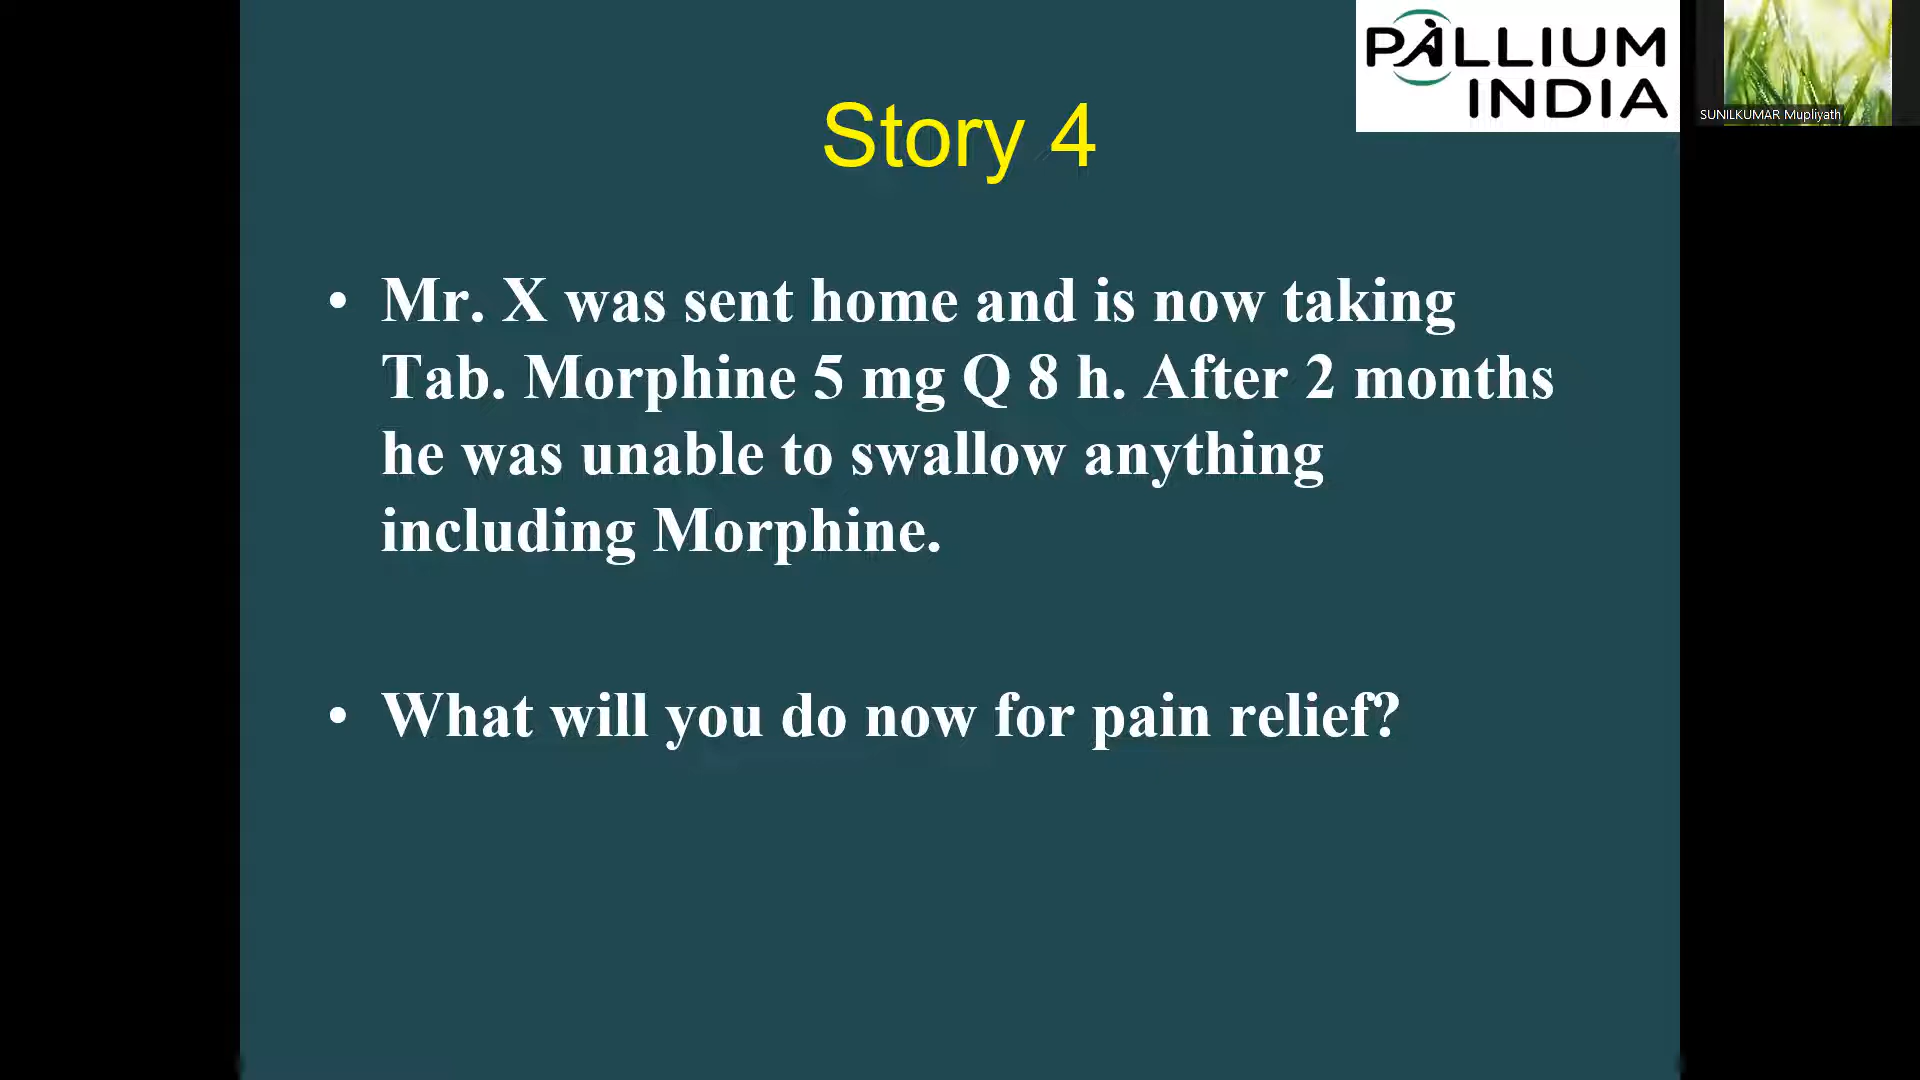 PALLIUM
INDIA
SUNILKUMAR Mupliyath
Story 4
• Mr. X was sent home and is now taking
Tab. Morphine 5 mg Q 8 h. After 2 months
he was unable to swallow anything
including Morphine.
• What will you do now for pain relief?